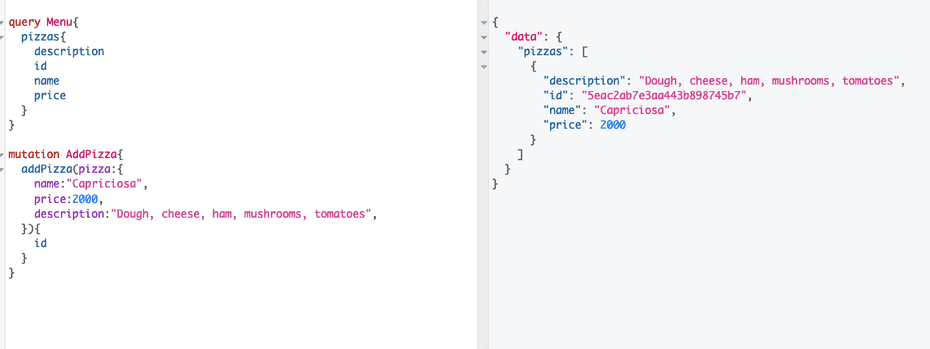 query Menu{
  pizzas{
    description
    id
    name
    price
  }
}
mutation AddPizza{
  addPizza(pizza:{
    name:"Capriciosa",
    price:2000,
    description:"Dough, cheese, ham, mushrooms, tomatoes",
  }){
    id
  }
}
{
  "data": {
    "pizzas": [
      {
        "description": "Dough, cheese, ham, mushrooms, tomatoes",
        "id": "5eac2ab7e3aa443b898745b7",
        "name": "Capriciosa",
        "price": 2000
      }
    ]
  }
}